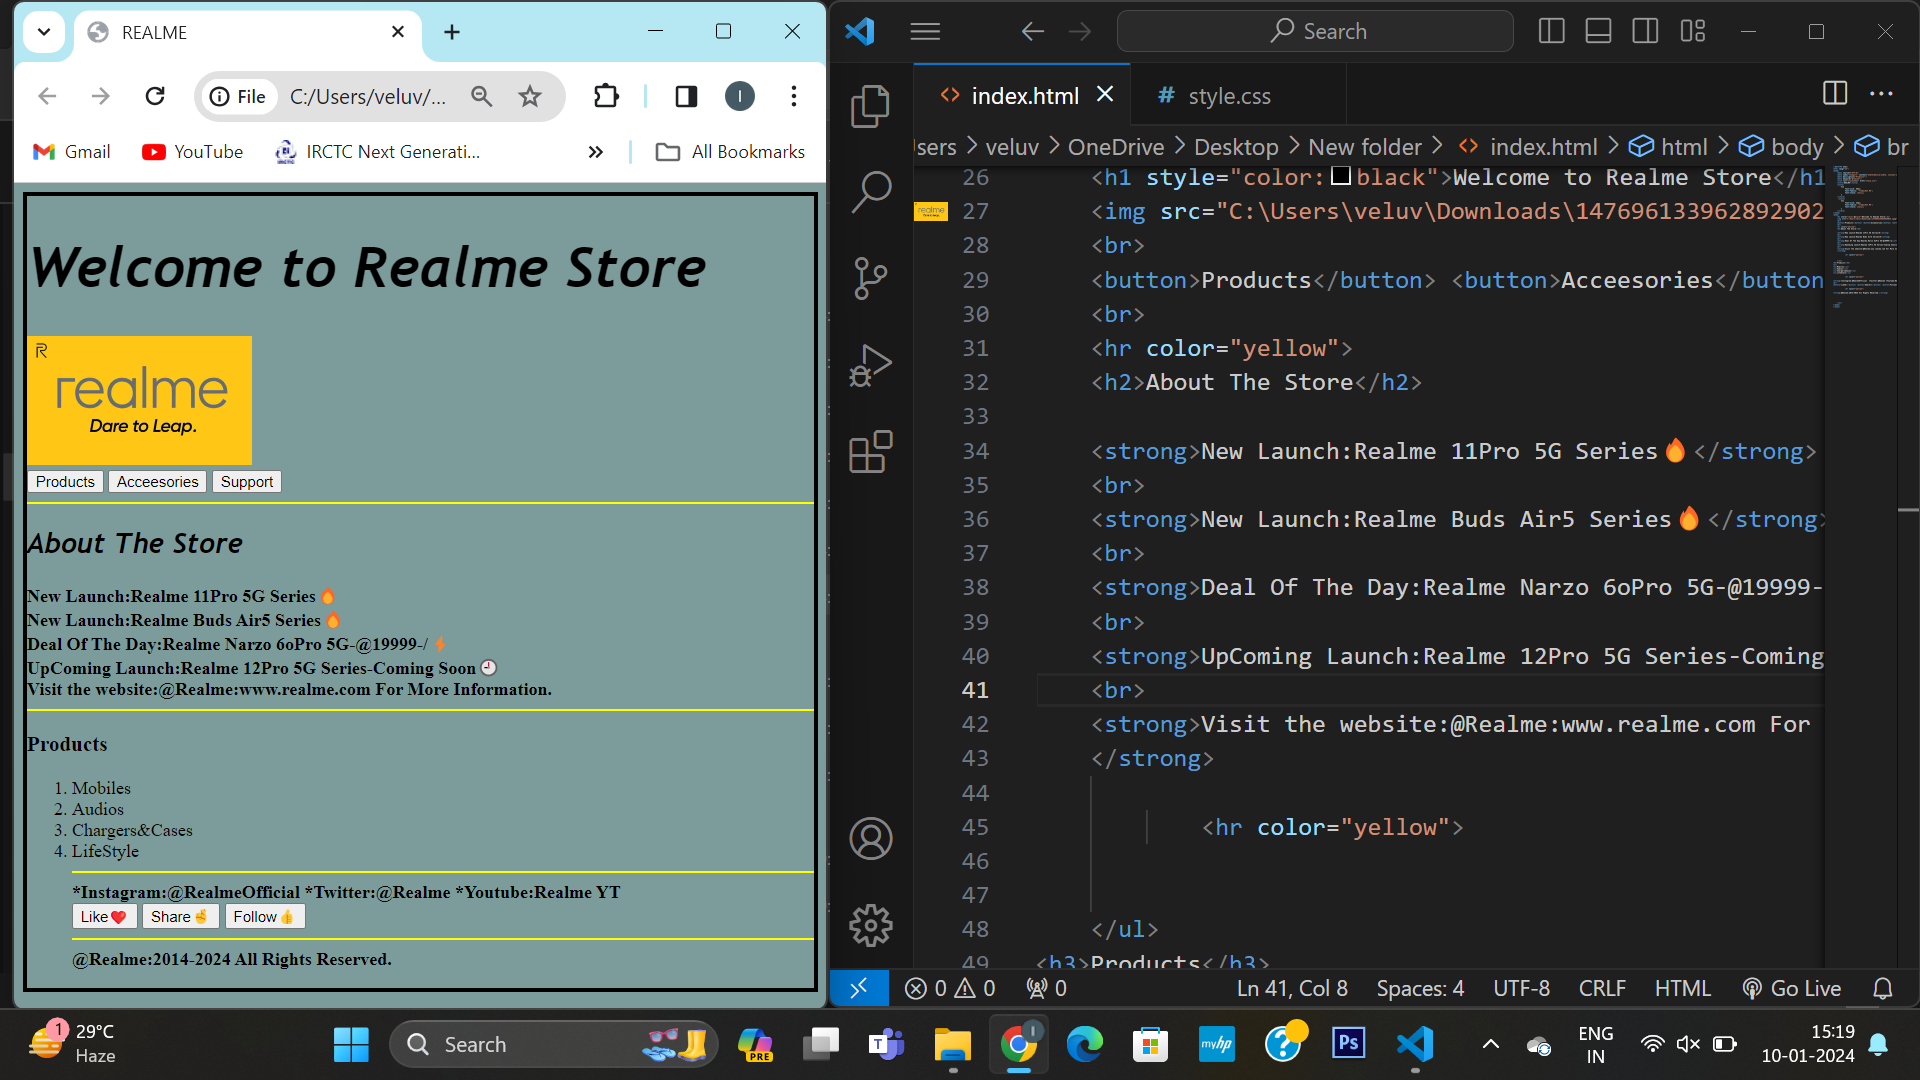 REALME
File
C:/Users/veluv/...
I
Gmail
YouTube
IRCTC Next Generati...
All Bookmarks
Welcome to Realme Store
R
realme
Dare to Leap.
Products
Acceesories
Support
About The Store
New Launch:Realme 11Pro 5G Series🔥
New Launch:Realme Buds Air5 Series🔥
Deal Of The Day:Realme Narzo 6oPro 5G-@19999-/⚡
UpComing Launch:Realme 12Pro 5G Series-Coming Soon🕘
Visit the website:@Realme:www.realme.com For More Information.
Products
1. Mobiles
2. Audios
3. Chargers&Cases
4. LifeStyle
*Instagram:@RealmeOfficial *Twitter:@Realme *Youtube:Realme YT
Like❤️ Share✌ Follow👍
@Realme:2014-2024 All Rights Reserved.
Search
<> index.html
# style.css
sers > veluv > OneDrive > Desktop > New folder > <> index.html > html > body > br
26 <h1 style="color:black">Welcome to Realme Store</h1
27 <img src="C:\Users\veluv\Downloads\147696133962892902
28 <br>
29 <button>Products</button> <button>Acceesories</button
30 <br>
31 <hr color="yellow">
32 <h2>About The Store</h2>
33
34 <strong>New Launch:Realme 11Pro 5G Series🔥</strong>
35 <br>
36 <strong>New Launch:Realme Buds Air5 Series🔥</strong>
37 <br>
38 <strong>Deal Of The Day:Realme Narzo 6oPro 5G-@19999-
39 <br>
40 <strong>UpComing Launch:Realme 12Pro 5G Series-Coming
41 <br>
42 <strong>Visit the website:@Realme:www.realme.com For
43 </strong>
44
45 <hr color="yellow">
46
47
48 </ul>
49 <h3>Products</h3>
0 0 0
Ln 41, Col 8
Spaces: 4
UTF-8
CRLF
HTML
Go Live
1
29°C
Haze
Search
PRE
T
I
myhp
?
Ps
ENG
IN
15:19
10-01-2024